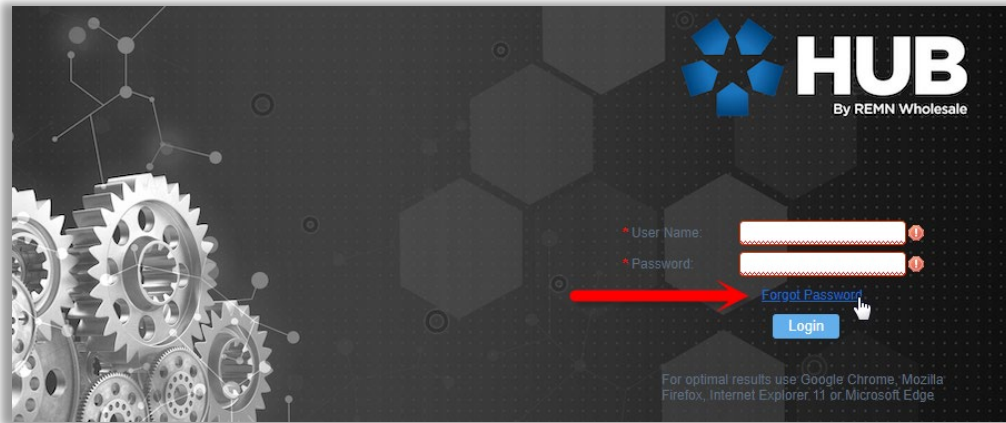 HUB
By REMN Wholesale
* User Name:
* Password:
Forgot Password
Login
For optimal results use Google Chrome, Mozilla
Firefox, Internet Explorer 11 or Microsoft Edge